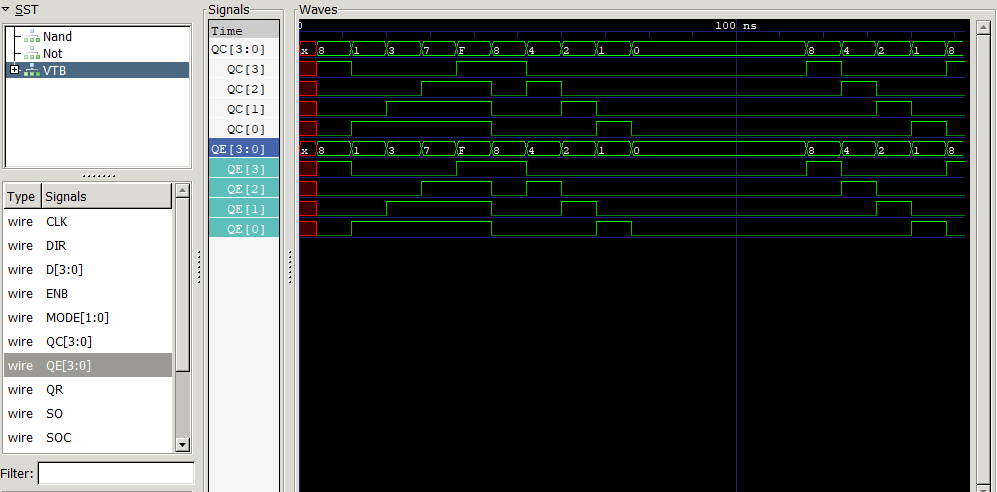 SST
Nand
Not
VTB
Type Signals
wire CLK
wire DIR
wire D[3:0]
wire ENB
wire MODE[1:0]
wire QC[3:0]
wire QE[3:0]
wire QR
wire SO
wire SOC
Filter:
Signals
Time
QC[3:0]
QC[3]
QC[2]
QC[1]
QC[0]
QE[3:0]
QE[3]
QE[2]
QE[1]
QE[0]
Waves
0 100 ns
x 8 1 3 7 F 8 4 2 1 0 8 4 2 1 8
x 8 1 3 7 F 8 4 2 1 0 8 4 2 1 8